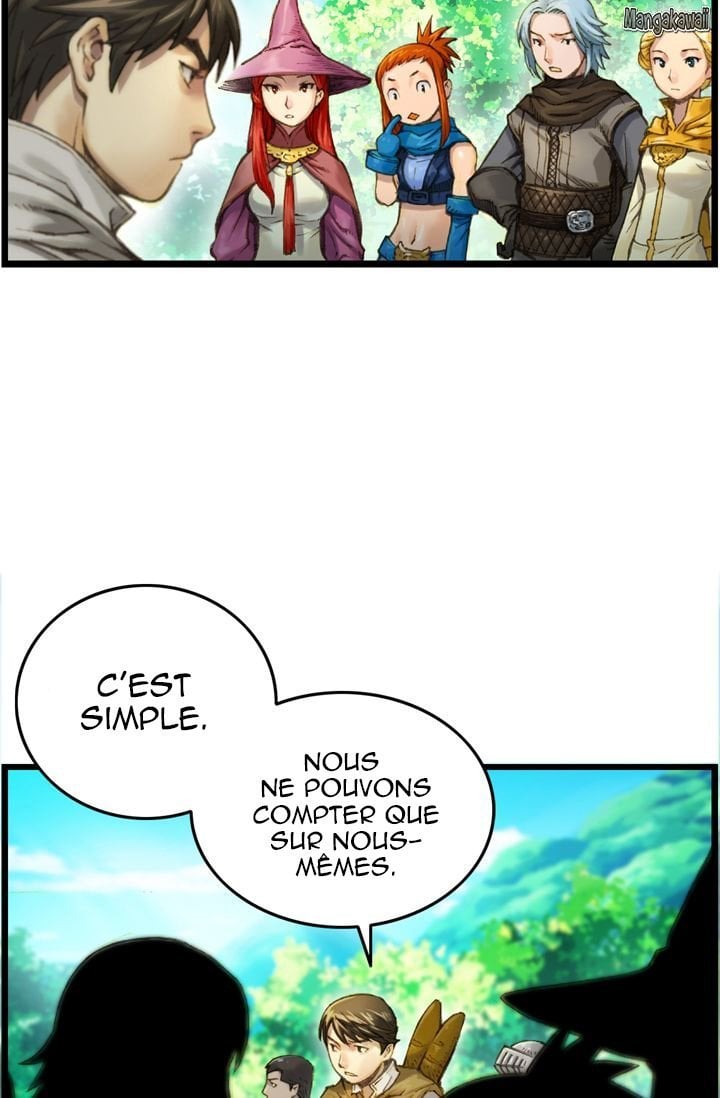 Mangakawaii
C'EST
SIMPLE.
NOUS
NE POUVONS
COMPTER QUE
SUR NOUS-
MÊMES.